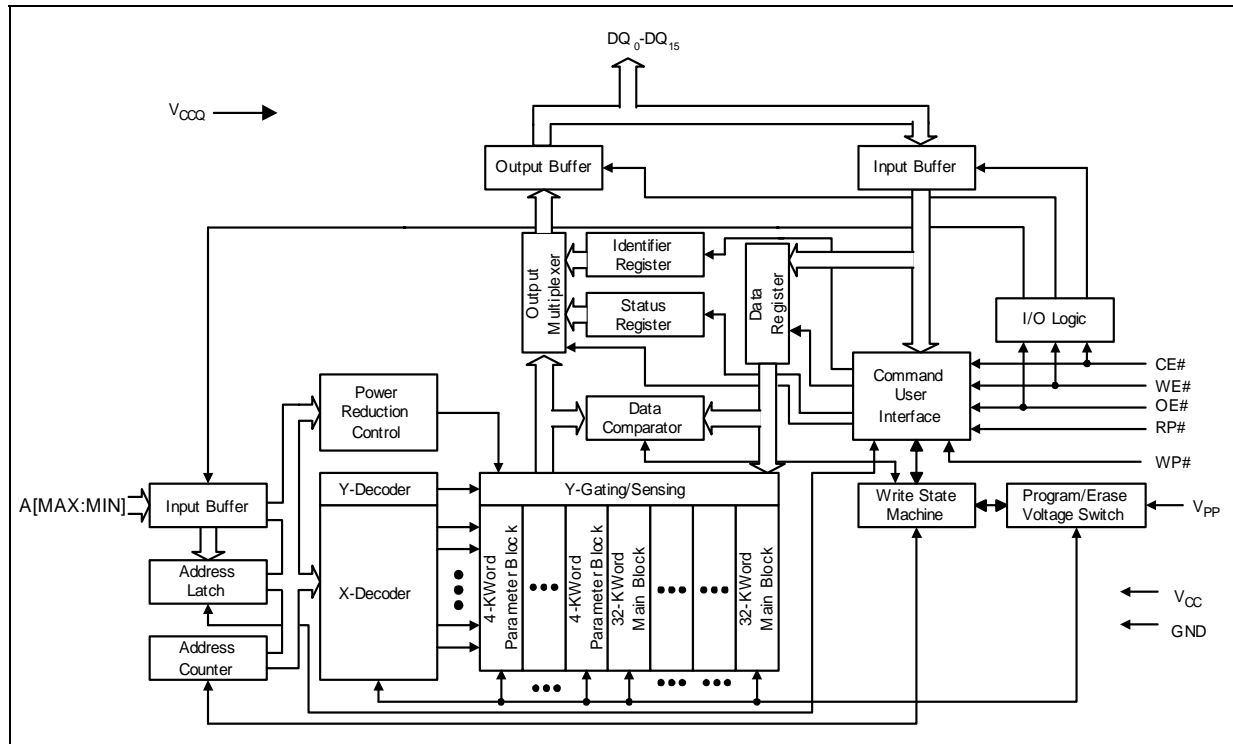 DQ0-DQ15
VCCQ
Output Buffer
Input Buffer
Output
Multiplexer
Identifier
Register
Status
Register
Data
Register
I/O Logic
CE#
WE#
OE#
RP#
WP#
Command
User
Interface
Power
Reduction
Control
Data
Comparator
A[MAX:MIN]
Input Buffer
Y-Decoder
Y-Gating/Sensing
Write State
Machine
Program/Erase
Voltage Switch
VPP
Address
Latch
X-Decoder
4-KWord
Parameter Block
4-KWord
Parameter Block
32-KWord
Main Block
32-KWord
Main Block
VCC
GND
Address
Counter